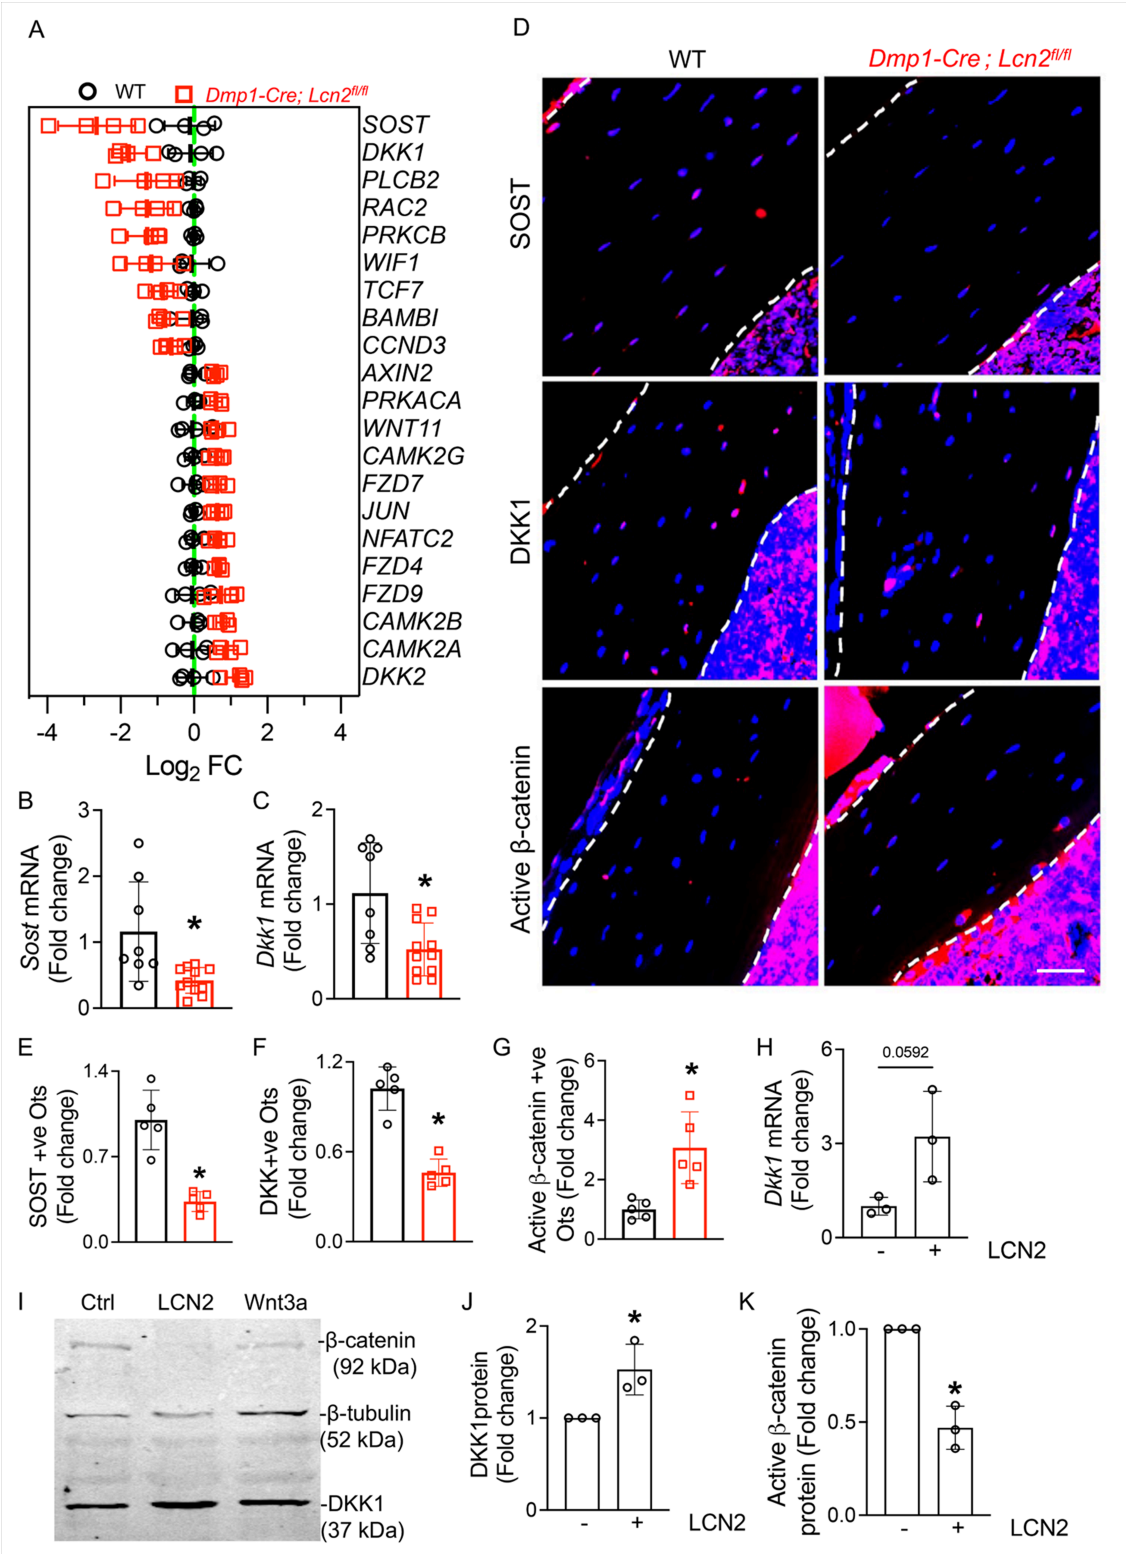 A
WT
Dmp1-Cre; Lcn2fl/fl
SOST
DKK1
PLCB2
RAC2
PRKCB
WIF1
TCF7
BAMBI
CCND3
AXIN2
PRKACA
WNT11
CAMK2G
FZD7
JUN
NFATC2
FZD4
FZD9
CAMK2B
CAMK2A
DKK2
-4 -2 0 2 4
Log2 FC
D
WT
Dmp1-Cre ; Lcn2fl/fl
SOST
DKK1
Active β-catenin
B
Sost mRNA
(Fold change)
3
2
1
0
*
C
Dkk1 mRNA
(Fold change)
2
1
0
*
E
SOST +ve Ots
(Fold change)
1.4
0.7
0.0
*
F
DKK+ve Ots
(Fold change)
1.2
0.6
0.0
*
G
Active β-catenin +ve
Ots (Fold change)
6
4
2
0
*
H
Dkk1 mRNA
(Fold change)
6
3
0
0.0592
- + LCN2
I
Ctrl LCN2 Wnt3a
-β-catenin
(92 kDa)
-β-tubulin
(52 kDa)
-DKK1
(37 kDa)
J
DKK1protein
(Fold change)
2
1
0
*
- + LCN2
K
Active β-catenin
protein (Fold change)
1.0
0.5
0.0
*
- + LCN2